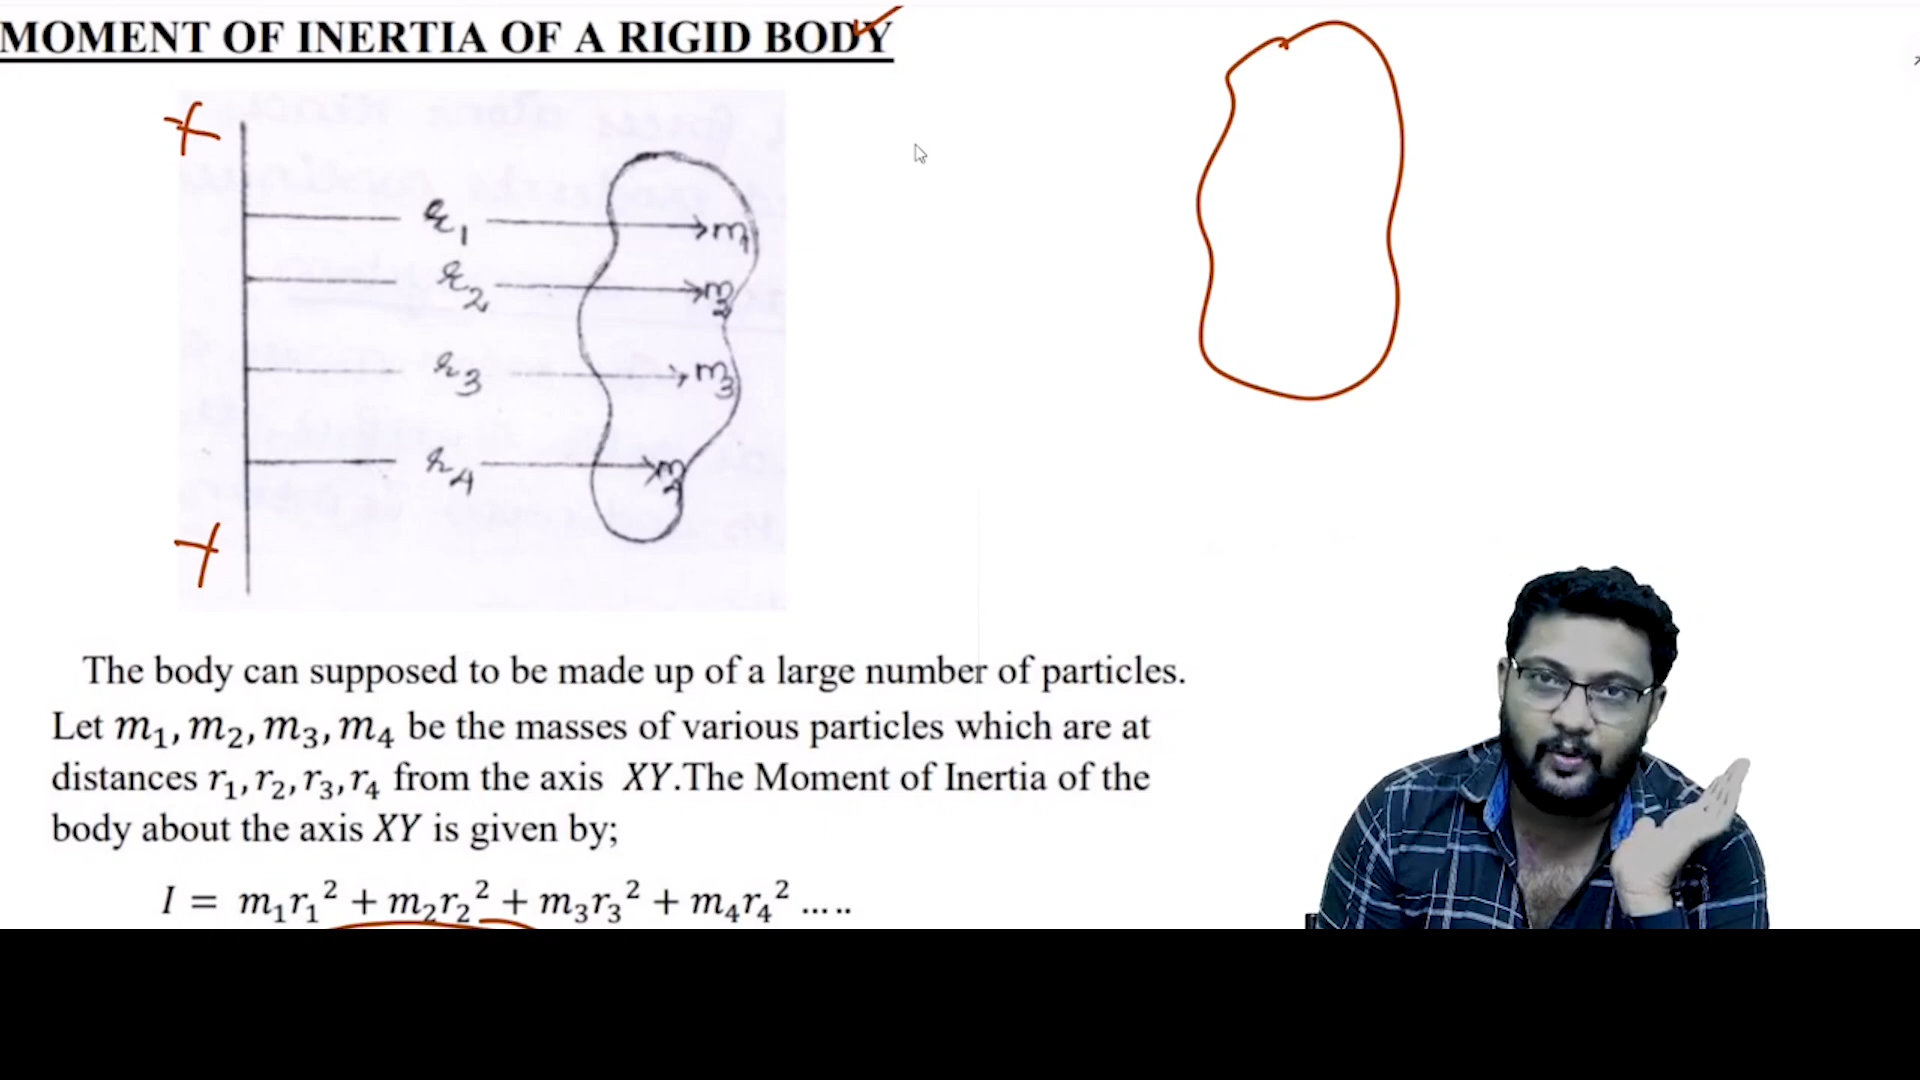 MOMENT OF INERTIA OF A RIGID BODY
X
r₁ m₁
r₂ m₂
r₃ m₃
r₄ m₄
Y
The body can supposed to be made up of a large number of particles.
Let m₁, m₂, m₃, m₄ be the masses of various particles which are at
distances r₁, r₂, r₃, r₄ from the axis XY.The Moment of Inertia of the
body about the axis XY is given by;
I = m₁r₁² + m₂r₂² + m₃r₃² + m₄r₄² .....